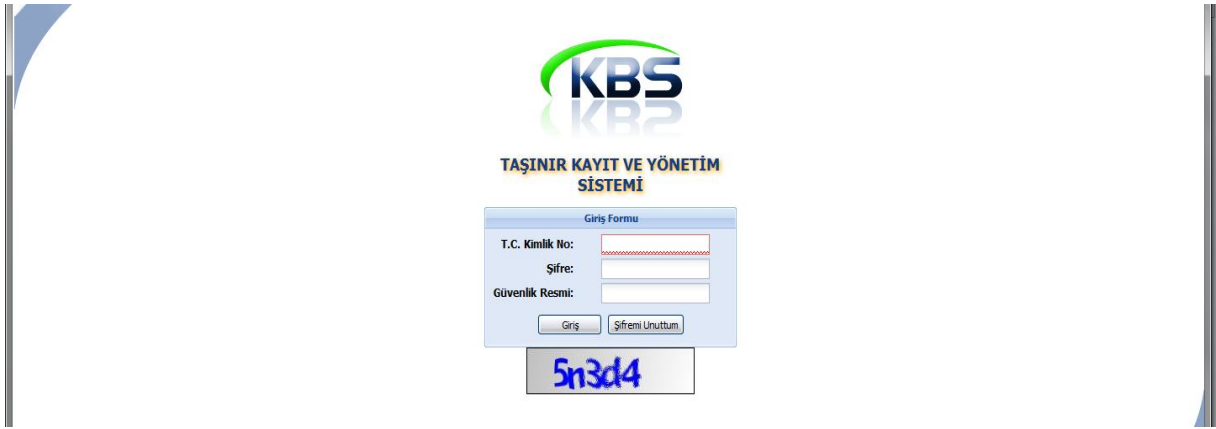 KBS
TAŞINIR KAYIT VE YÖNETİM
SİSTEMİ
Giriş Formu
T.C. Kimlik No:
Şifre:
Güvenlik Resmi:
Giriş Şifremi Unuttum
5n3d4